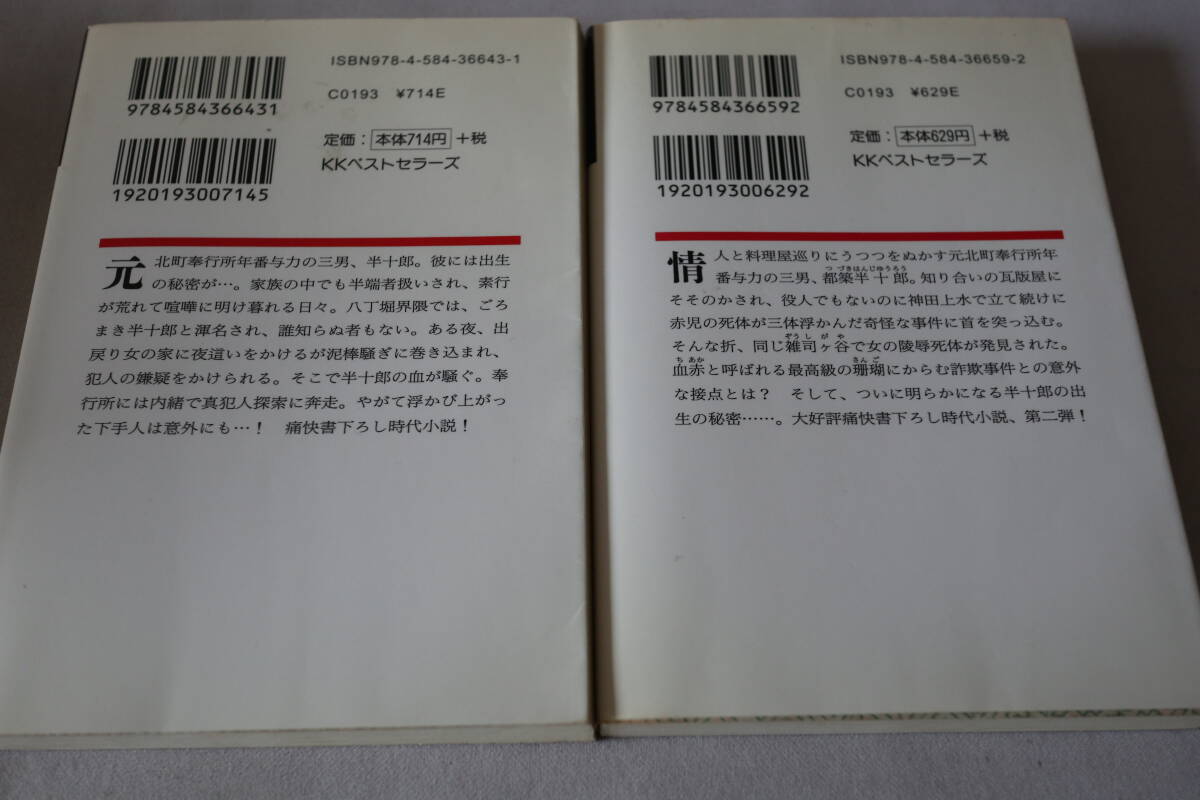 ISBN978-4-584-36643-1
9784584366431
C0193 ¥714E
定価：本体714円＋税
KKベストセラーズ
1920193007145
元北町奉行所年番与力の三男、半十郎。彼には出生
の秘密が…。家族の中でも半端者扱いされ、素行
が荒れて喧嘩に明け暮れる日々。八丁堀界隈では、ごろ
まき半十郎と渾名され、誰知らぬ者もない。ある夜、出
戻り女の家に夜這いをかけるが泥棒騒ぎに巻き込まれ、
犯人の嫌疑をかけられる。そこで半十郎の血が騒ぐ。奉
行所には内緒で真犯人探索に奔走。やがて浮かび上がっ
た下手人は意外にも…！　痛快書下ろし時代小説！
ISBN978-4-584-36659-2
9784584366592
C0193 ¥629E
定価：本体629円＋税
KKベストセラーズ
1920193006292
情人と料理屋巡りにうつつをぬかす元北町奉行所年
つづきはんじゅうろう
番与力の三男、都築半十郎。知り合いの瓦版屋に
そそのかされ、役人でもないのに神田上水で立て続けに
赤児の死体が三体浮かんだ奇怪な事件に首を突っ込む。
ぞうしがや
そんな折、同じ雑司ヶ谷で女の陵辱死体が発見された。
ちあか さんご
血赤と呼ばれる最高級の珊瑚にからむ詐欺事件との意外
な接点とは？　そして、ついに明らかになる半十郎の出
生の秘密……。大好評痛快書下ろし時代小説、第二弾！